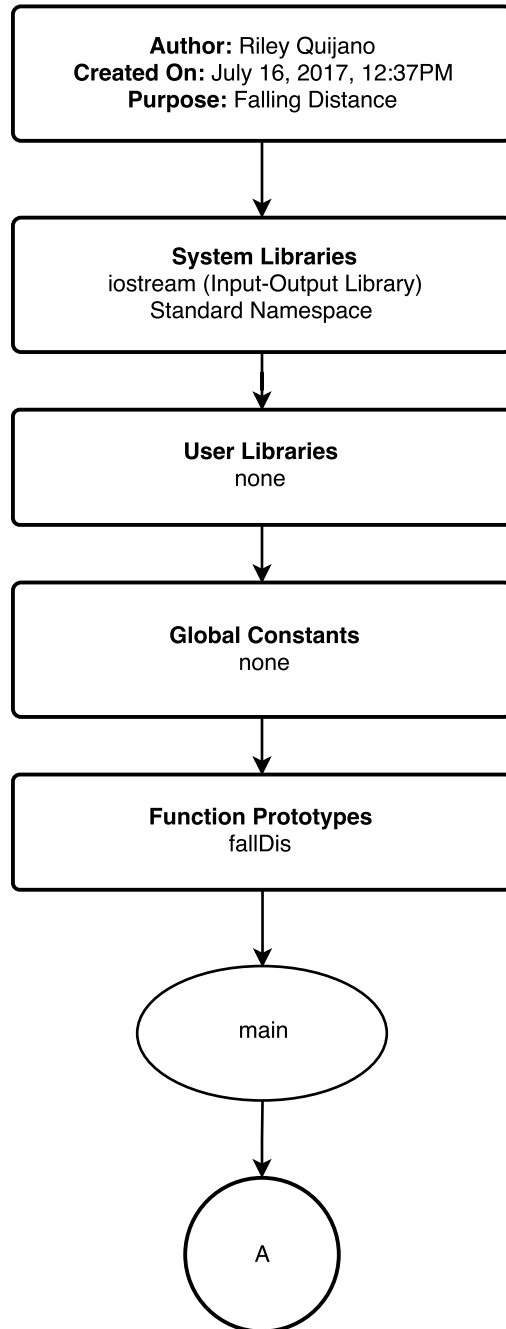 Author: Riley Quijano
Created On: July 16, 2017, 12:37PM
Purpose: Falling Distance
System Libraries
iostream (Input-Output Library)
Standard Namespace
User Libraries
none
Global Constants
none
Function Prototypes
fallDis
main
A